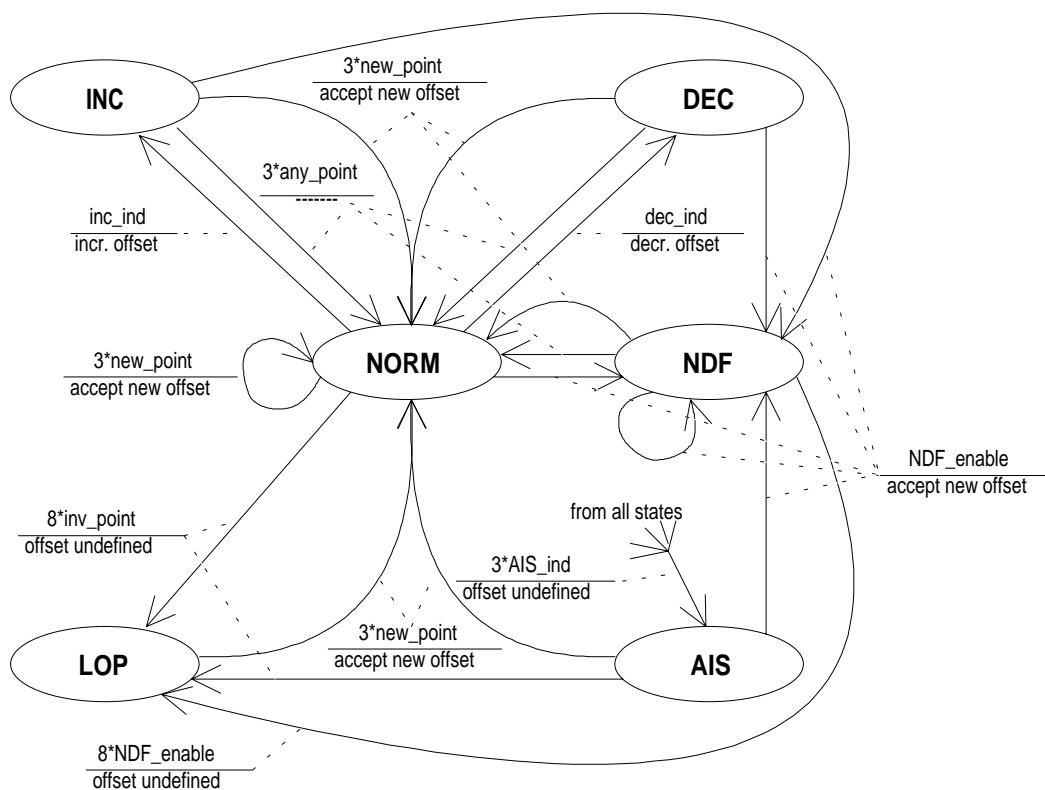 3*new_point
accept new offset
INC
DEC
3*any_point
-------
inc_ind
incr. offset
dec_ind
decr. offset
3*new_point
accept new offset
NORM
NDF
NDF_enable
accept new offset
from all states
8*inv_point
offset undefined
3*AIS_ind
offset undefined
3*new_point
accept new offset
LOP
AIS
8*NDF_enable
offset undefined